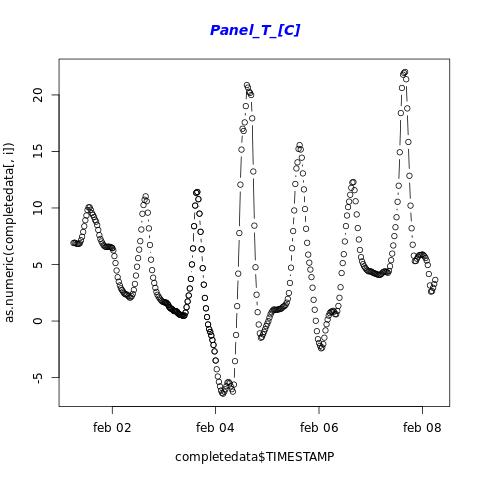 Panel_T_[C]
as.numeric(completedata[, i])
20
15
10
5
0
-5
feb 02
feb 04
feb 06
feb 08
completedata$TIMESTAMP